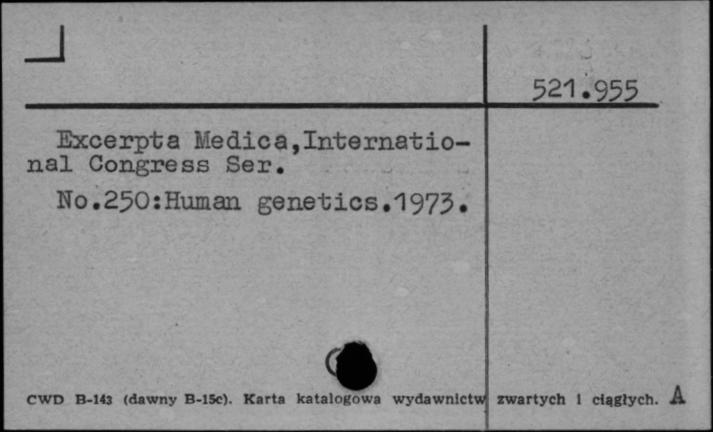 521.955
Excerpta Medica,Internatio-
nal Congress Ser.
No.250:Human genetics.1973.
CWD B-143 (dawny B-15c). Karta katalogowa wydawnictw zwartych i ciągłych. A